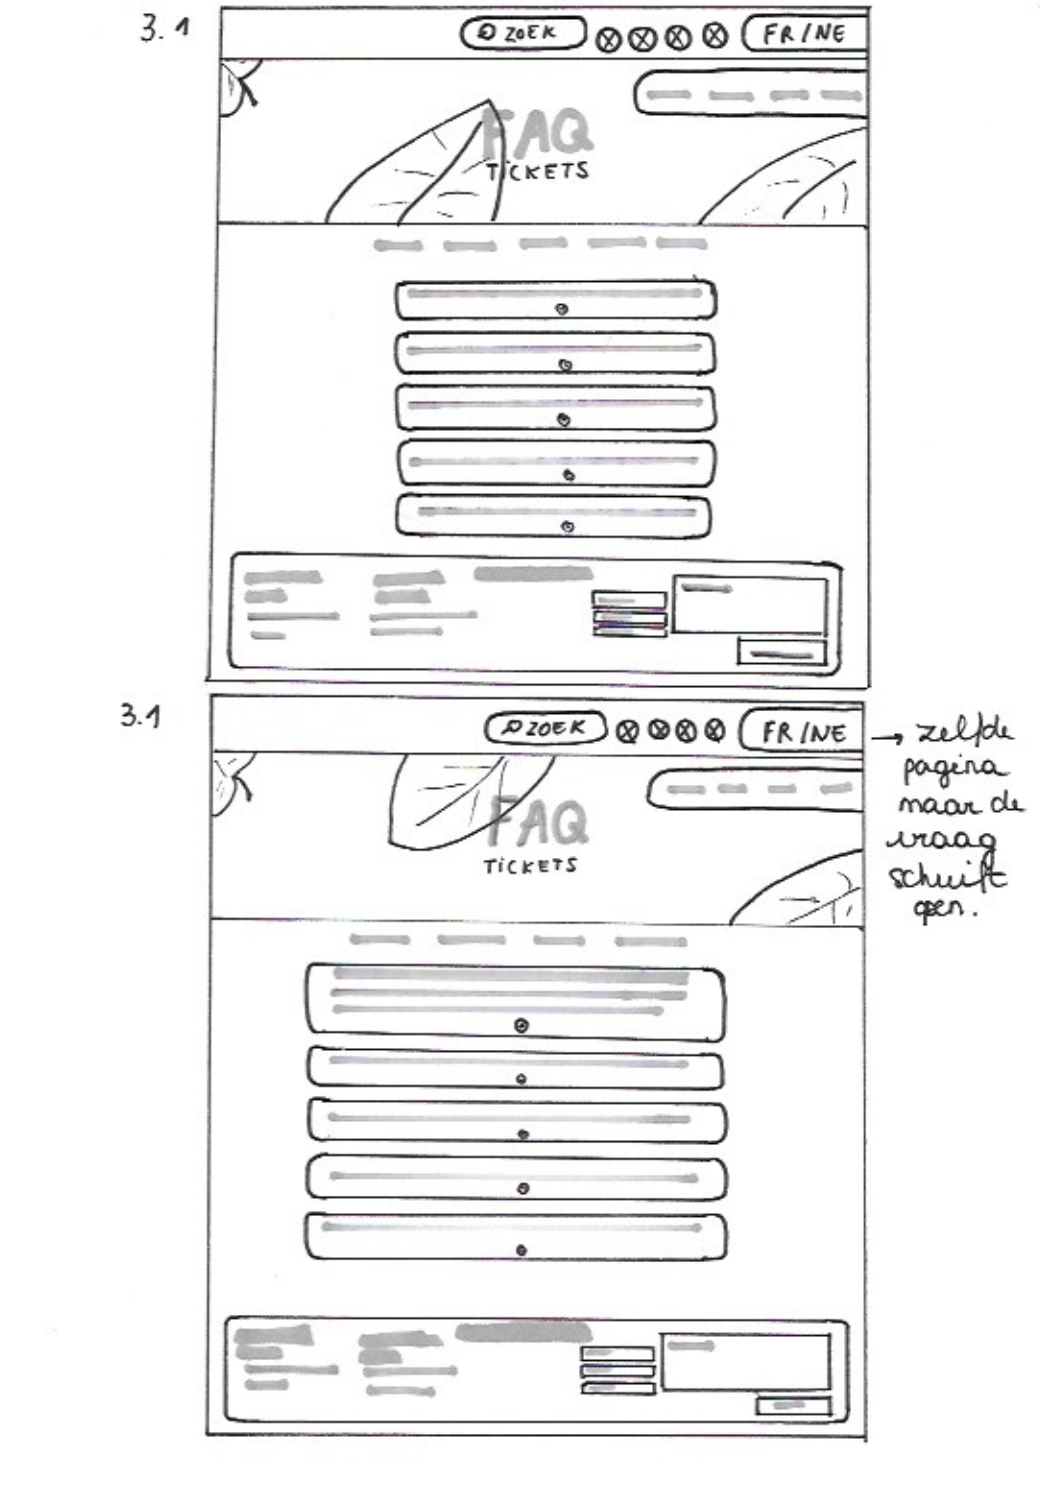 3.1
ZOEK
FR/NE
FAQ
TICKETS
3.1
ZOEK
FR/NE
FAQ
TICKETS
→ zelfde
pagina
maar de
vraag
schuift
open.